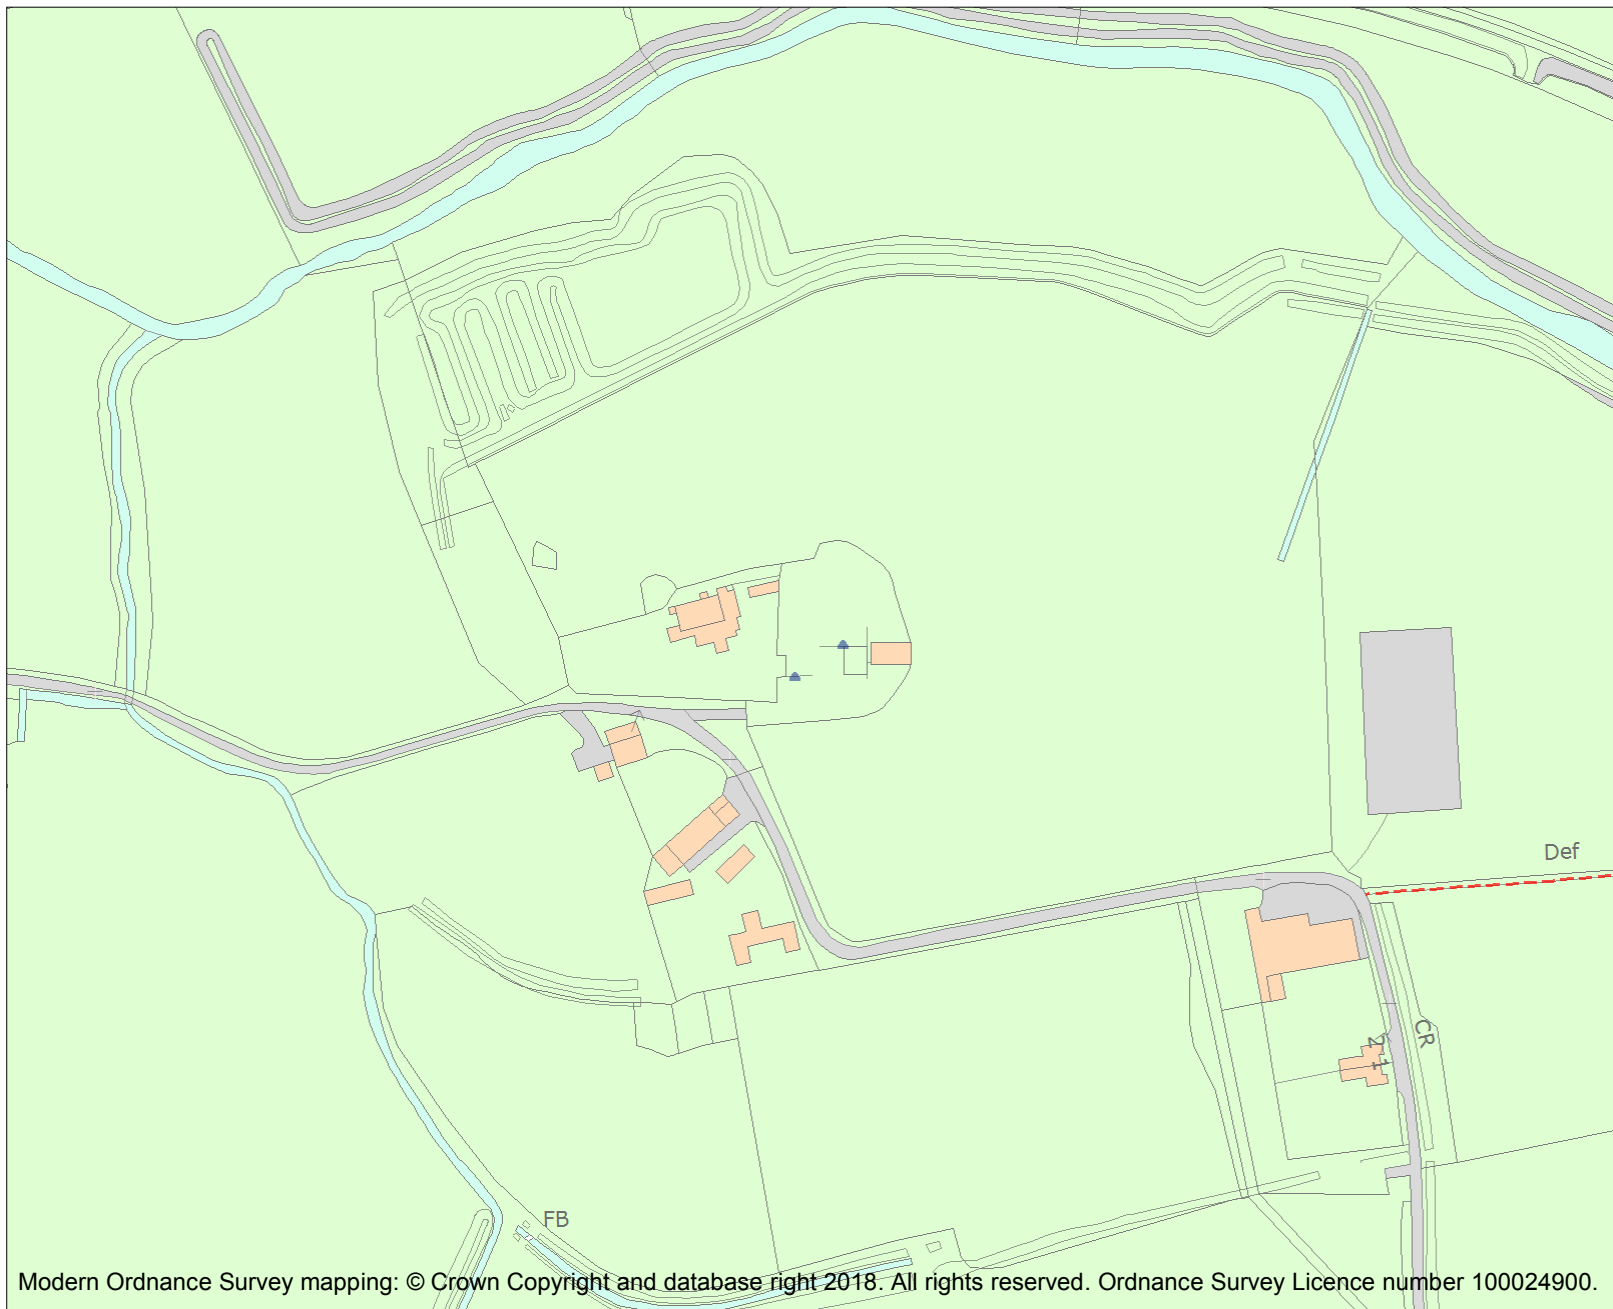 Def
CR
21
FB
Modern Ordnance Survey mapping: © Crown Copyright and database right 2018. All rights reserved. Ordnance Survey Licence number 100024900.